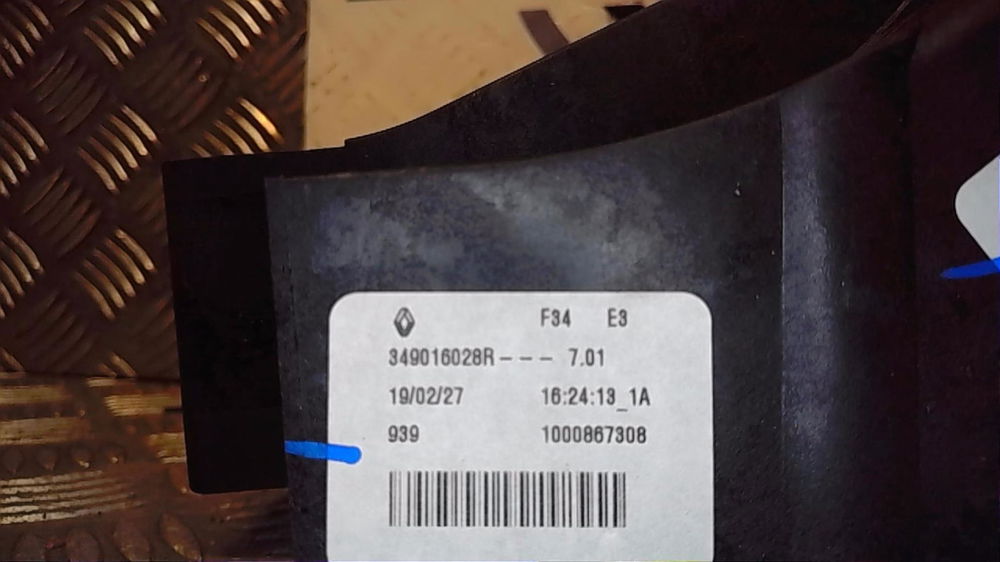 F34 E3
349016028R--- 7.01
19/02/27 16:24:13_1A
939 1000867308